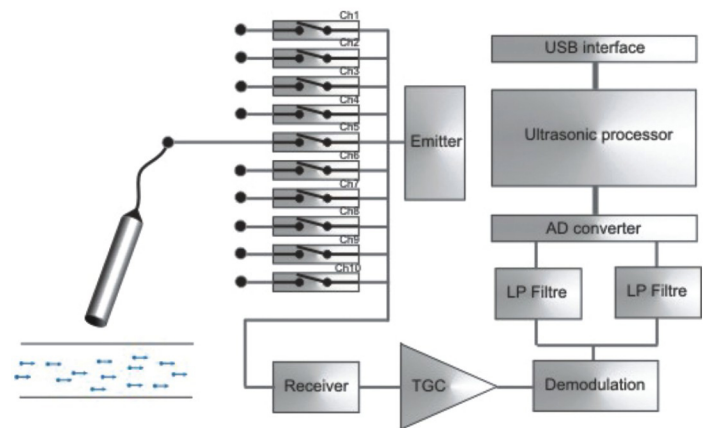 Ch1
Ch2
Ch3
Ch4
Ch5
Ch6
Ch7
Ch8
Ch9
Ch10
Emitter
USB interface
Ultrasonic processor
AD converter
LP Filtre
LP Filtre
Receiver
TGC
Demodulation